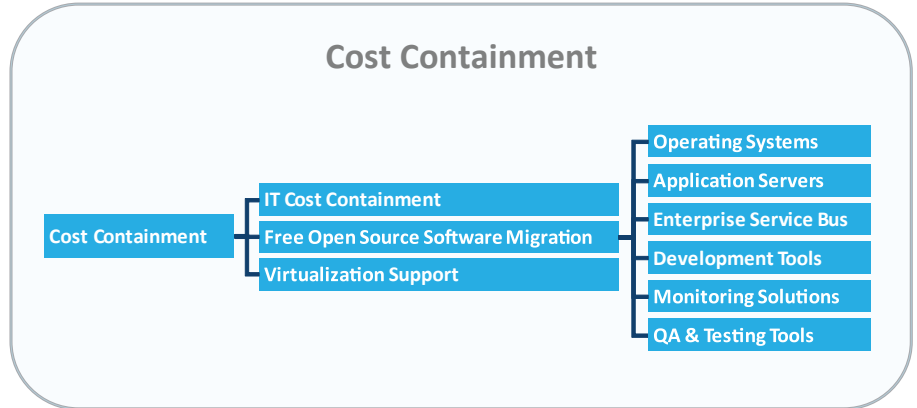 Cost Containment
Cost Containment
IT Cost Containment
Free Open Source Software Migration
Virtualization Support
Operating Systems
Application Servers
Enterprise Service Bus
Development Tools
Monitoring Solutions
QA & Testing Tools